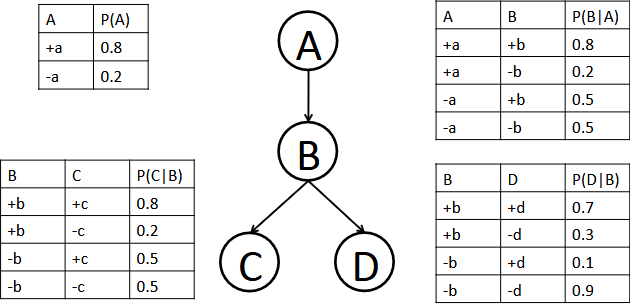 A P(A)
+a 0.8
-a 0.2
A
B
C D
A B P(B|A)
+a +b 0.8
+a -b 0.2
-a +b 0.5
-a -b 0.5
B C P(C|B)
+b +c 0.8
+b -c 0.2
-b +c 0.5
-b -c 0.5
B D P(D|B)
+b +d 0.7
+b -d 0.3
-b +d 0.1
-b -d 0.9